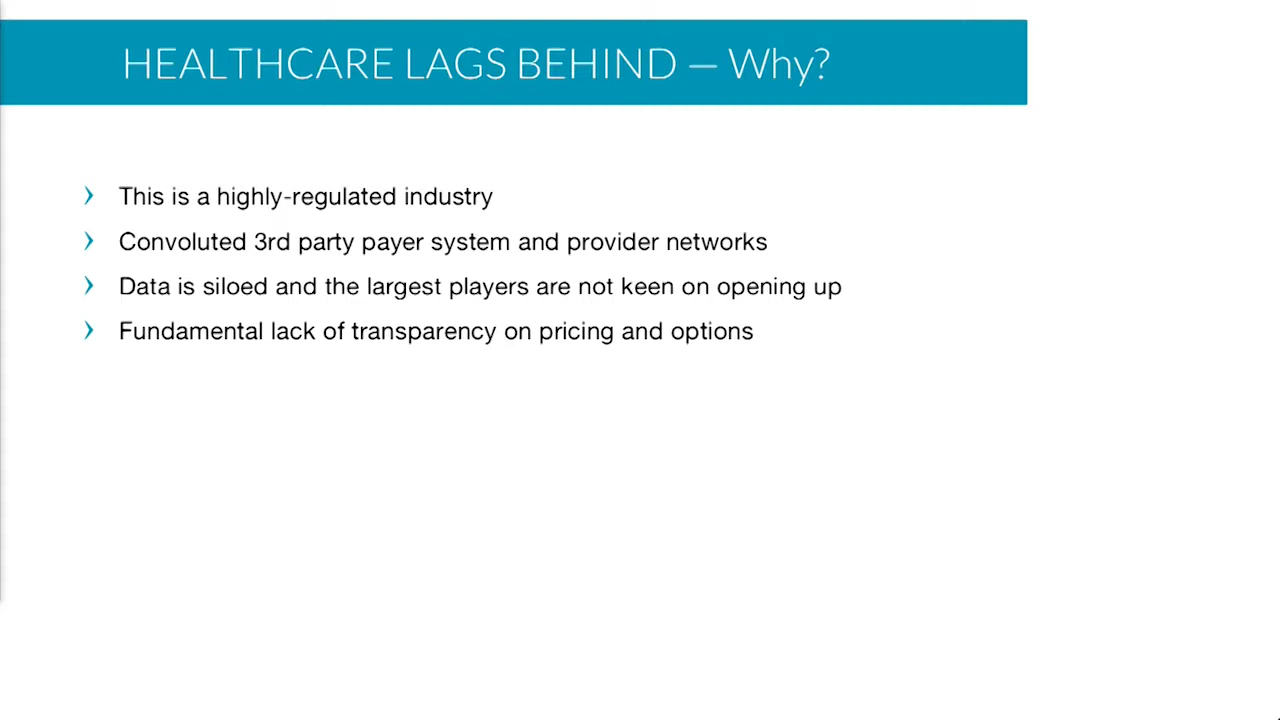 HEALTHCARE LAGS BEHIND — Why?
This is a highly-regulated industry
Convoluted 3rd party payer system and provider networks
Data is siloed and the largest players are not keen on opening up
Fundamental lack of transparency on pricing and options